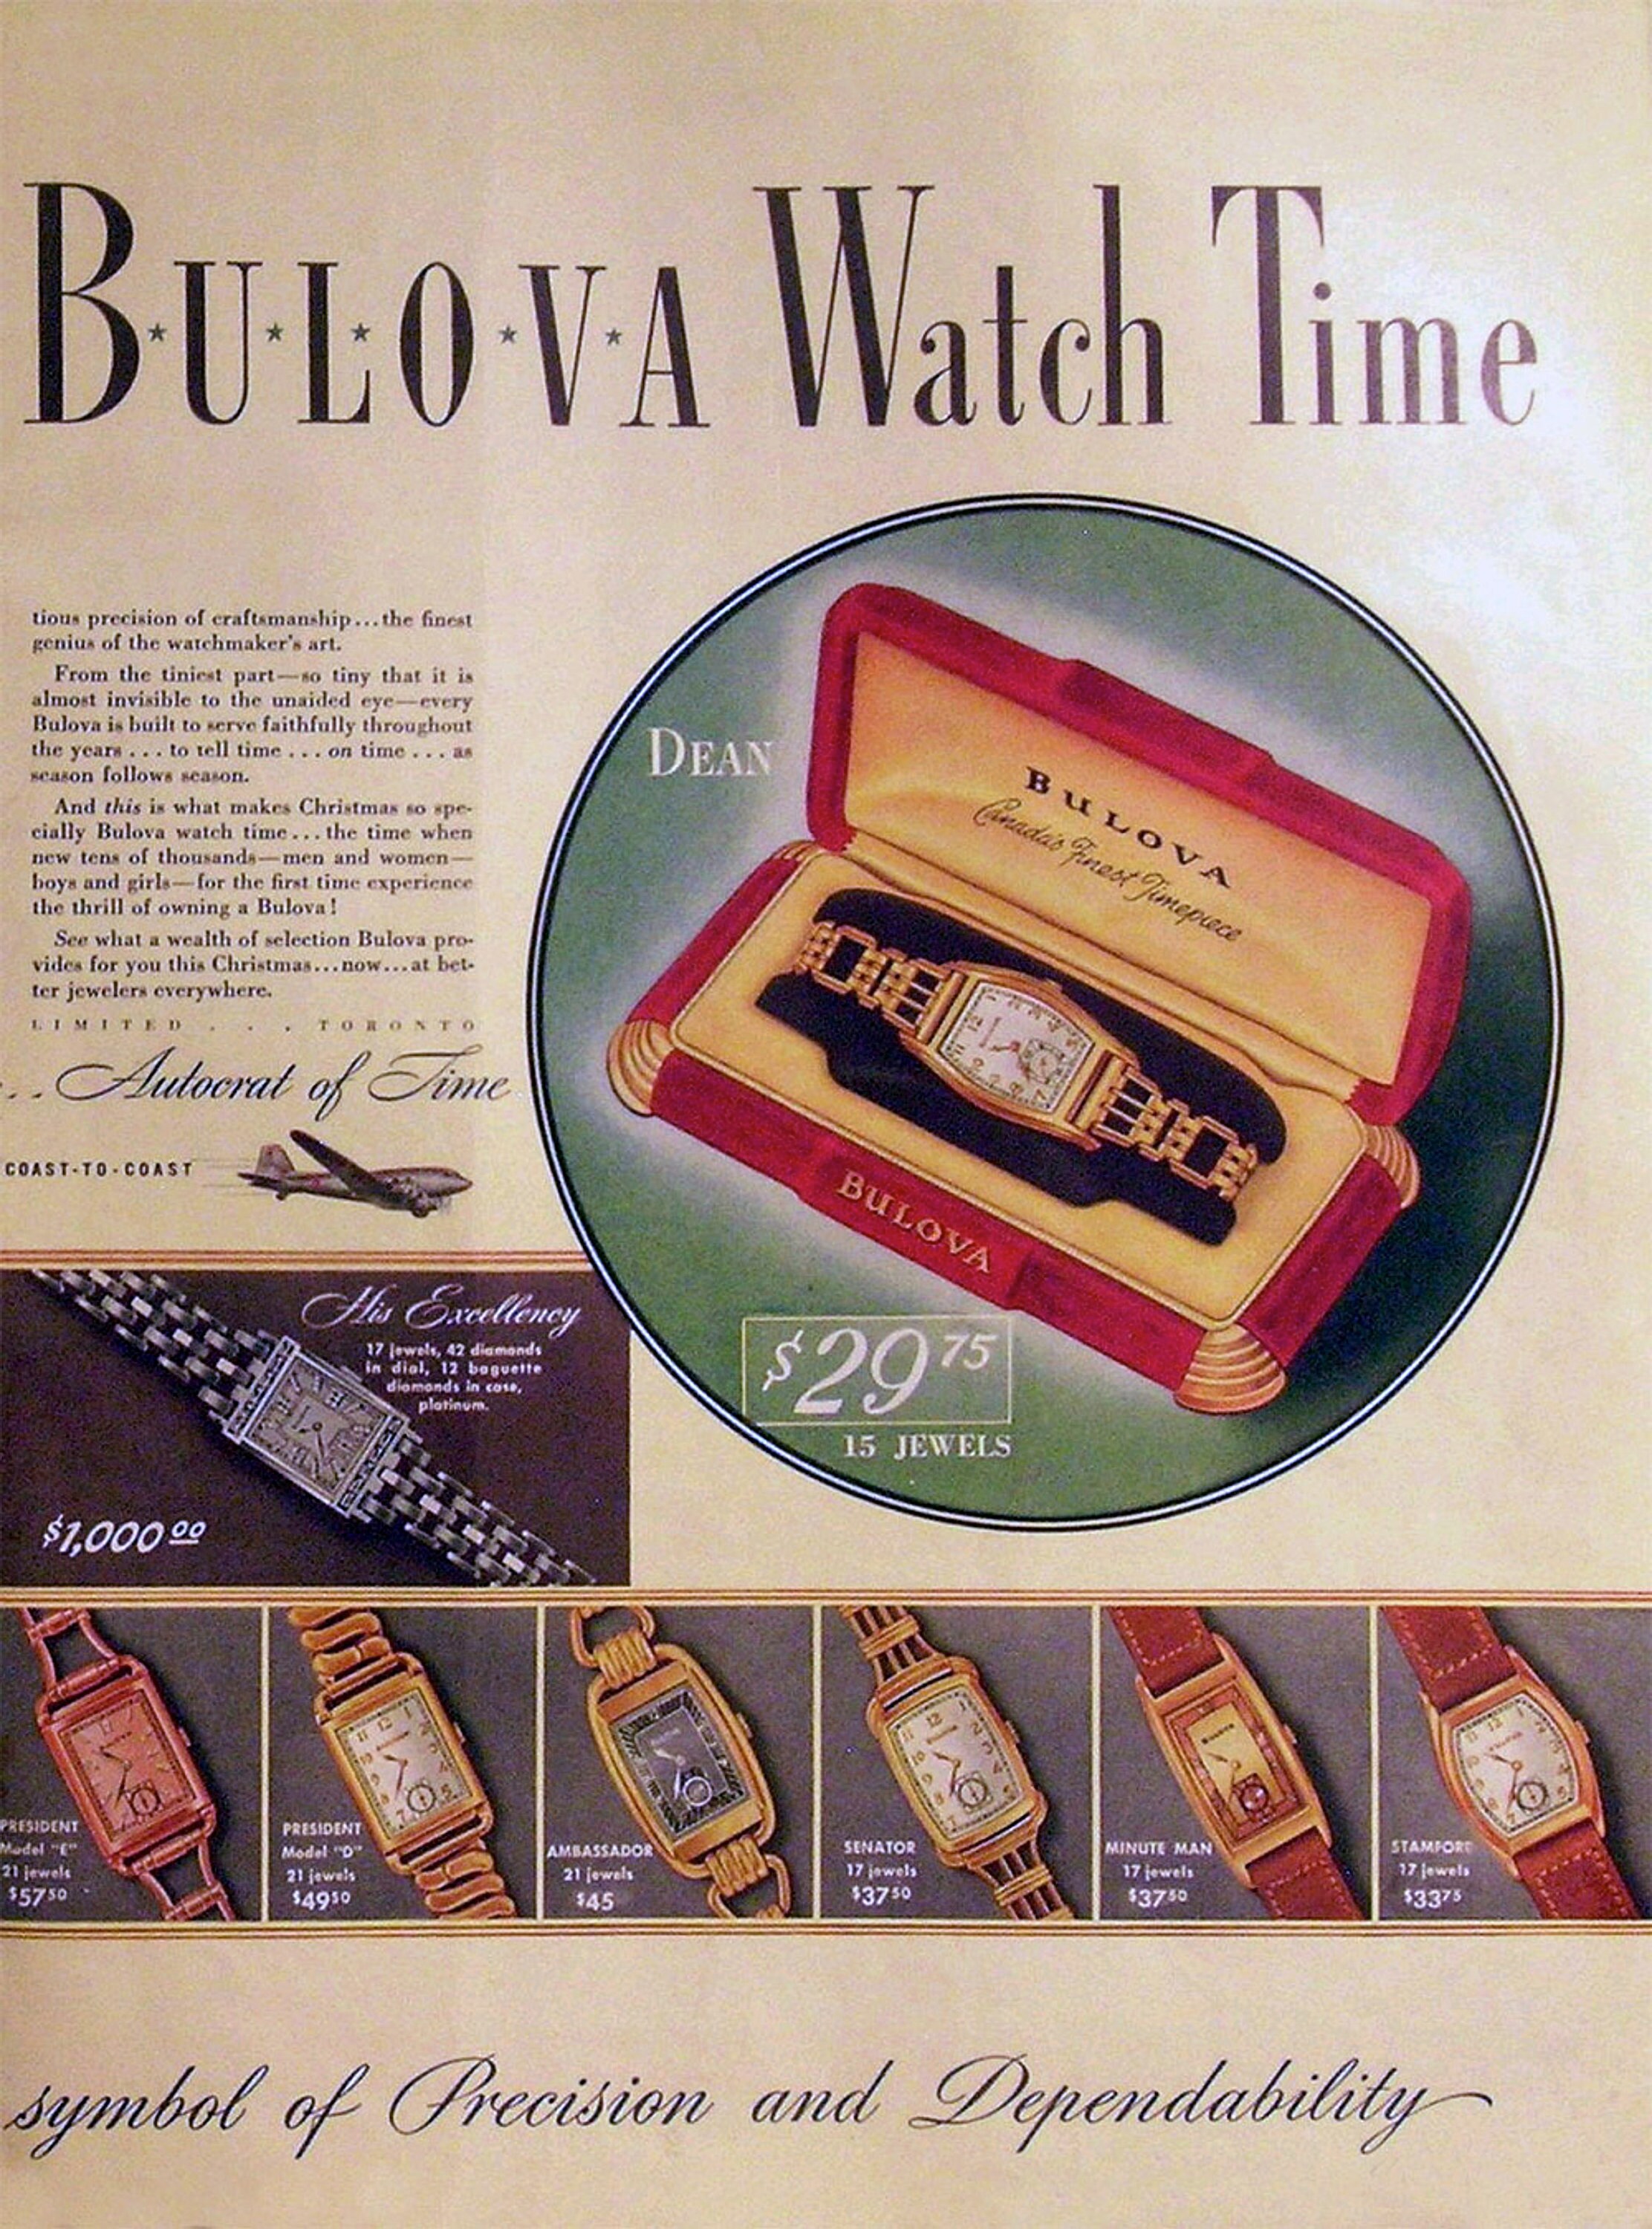 B*U*L*O*V*A Watch Time
tious precision of craftsmanship...the finest
genius of the watchmaker's art.
From the tiniest part—so tiny that it is
almost invisible to the unaided eye—every
Bulova is built to serve faithfully throughout
the years . . . to tell time . . . on time . . . as
season follows season.
And this is what makes Christmas so spe-
cially Bulova watch time...the time when
new tens of thousands—men and women—
boys and girls—for the first time experience
the thrill of owning a Bulova!
See what a wealth of selection Bulova pro-
vides for you this Christmas...now...at bet-
ter jewelers everywhere.
LIMITED . . . TORONTO
. . . Autocrat of Time
COAST-TO-COAST
DEAN
BULOVA
Canada's Finest Timepiece
BULOVA
$29 75
15 JEWELS
His Excellency
17 jewels, 42 diamonds
in dial, 12 baguette
diamonds in case,
platinum.
$1,000 00
PRESIDENT
Model "E"
21 jewels
$57 50
PRESIDENT
Model "D"
21 jewels
$49 50
AMBASSADOR
21 jewels
$45
SENATOR
17 jewels
$37 50
MINUTE MAN
17 jewels
$37 50
STAMFORD
17 jewels
$33 75
symbol of Precision and Dependability